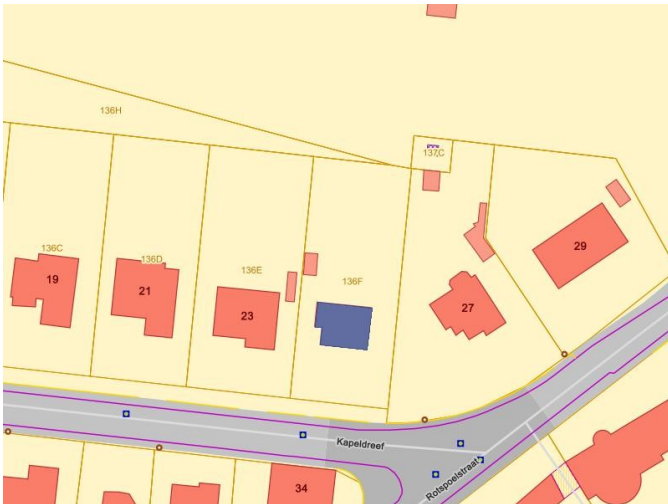 136H
137C
136C
136D
136E
136F
19
21
23
27
29
Kapeldreef
Rotspoelstraat
34